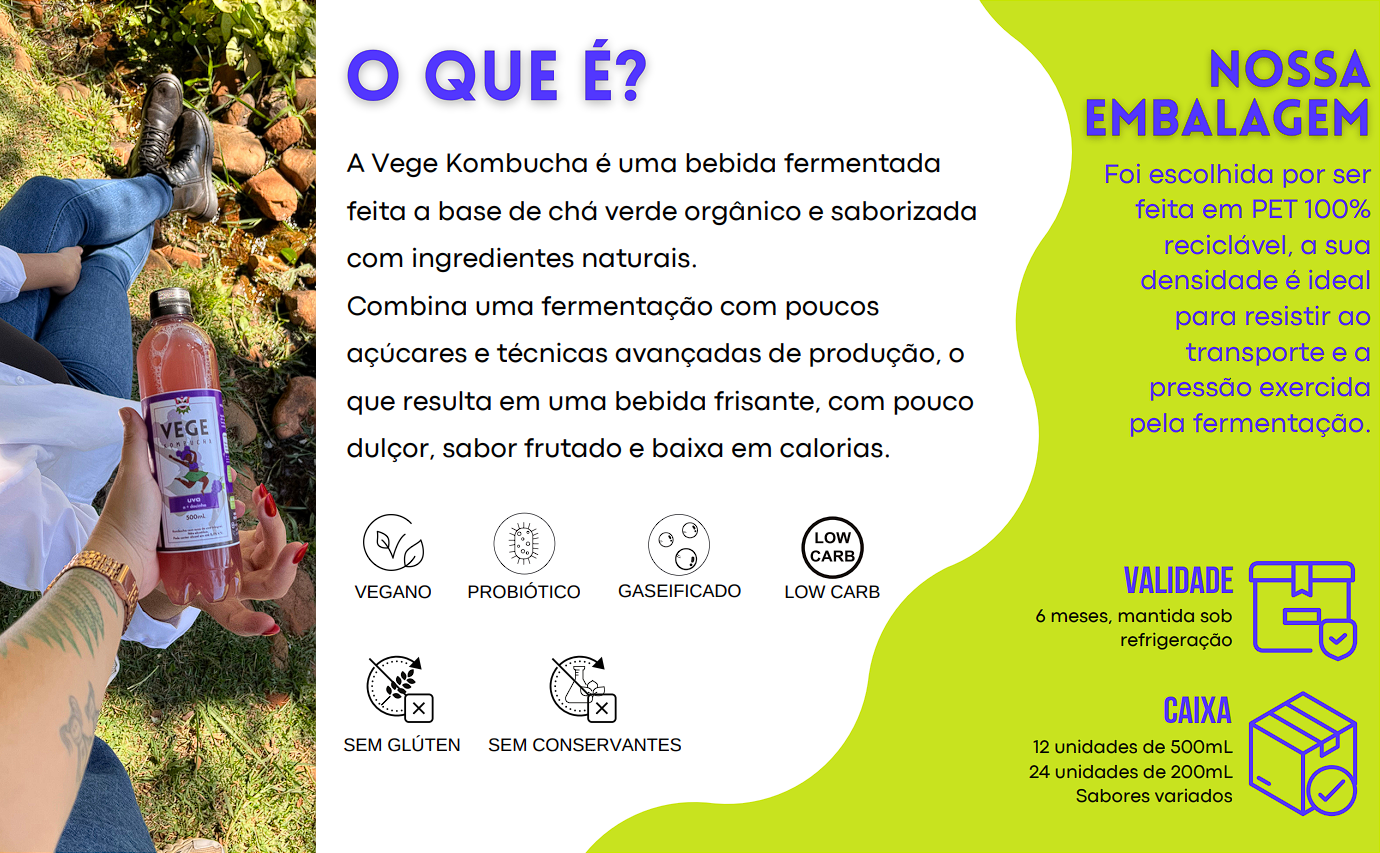 O QUE É?
A Vege Kombucha é uma bebida fermentada
feita a base de chá verde orgânico e saborizada
com ingredientes naturais.
Combina uma fermentação com poucos
açúcares e técnicas avançadas de produção, o
que resulta em uma bebida frisante, com pouco
dulçor, sabor frutado e baixa em calorias.
LOW
CARB
VEGANO
PROBIÓTICO
GASEIFICADO
LOW CARB
SEM GLÚTEN
SEM CONSERVANTES
NOSSA
EMBALAGEM
Foi escolhida por ser
feita em PET 100%
reciclável, a sua
densidade é ideal
para resistir ao
transporte e a
pressão exercida
pela fermentação.
VALIDADE
6 meses, mantida sob
refrigeração
CAIXA
12 unidades de 500mL
24 unidades de 200mL
Sabores variados
VEGE
KOMBUCHA
uva
500mL